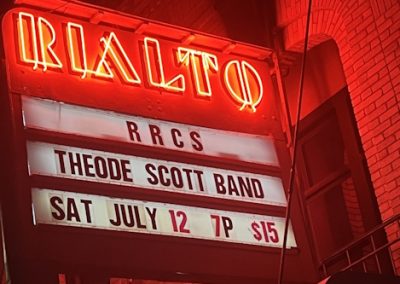 RIALTO
RRCS
THEODE SCOTT BAND
SAT JULY 12 7P $15